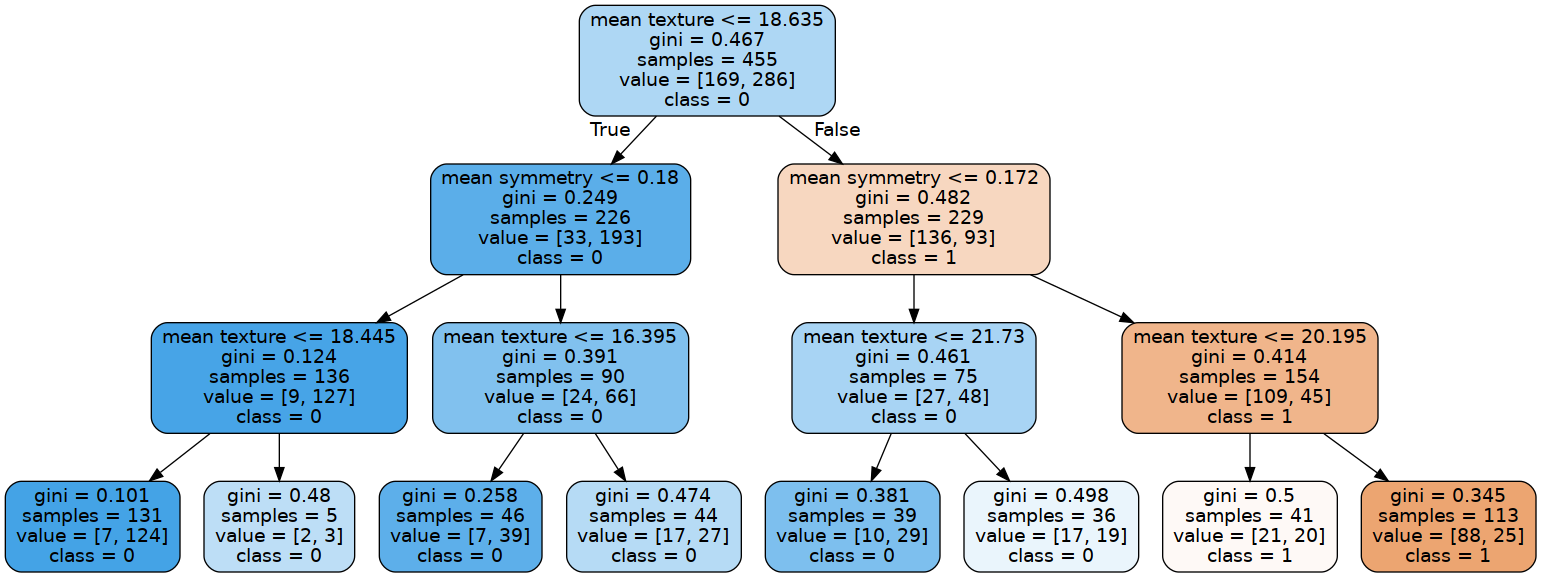 mean texture <= 18.635
gini = 0.467
samples = 455
value = [169, 286]
class = 0
True
False
mean symmetry <= 0.18
gini = 0.249
samples = 226
value = [33, 193]
class = 0
mean symmetry <= 0.172
gini = 0.482
samples = 229
value = [136, 93]
class = 1
mean texture <= 18.445
gini = 0.124
samples = 136
value = [9, 127]
class = 0
mean texture <= 16.395
gini = 0.391
samples = 90
value = [24, 66]
class = 0
mean texture <= 21.73
gini = 0.461
samples = 75
value = [27, 48]
class = 0
mean texture <= 20.195
gini = 0.414
samples = 154
value = [109, 45]
class = 1
gini = 0.101
samples = 131
value = [7, 124]
class = 0
gini = 0.48
samples = 5
value = [2, 3]
class = 0
gini = 0.258
samples = 46
value = [7, 39]
class = 0
gini = 0.474
samples = 44
value = [17, 27]
class = 0
gini = 0.381
samples = 39
value = [10, 29]
class = 0
gini = 0.498
samples = 36
value = [17, 19]
class = 0
gini = 0.5
samples = 41
value = [21, 20]
class = 1
gini = 0.345
samples = 113
value = [88, 25]
class = 1